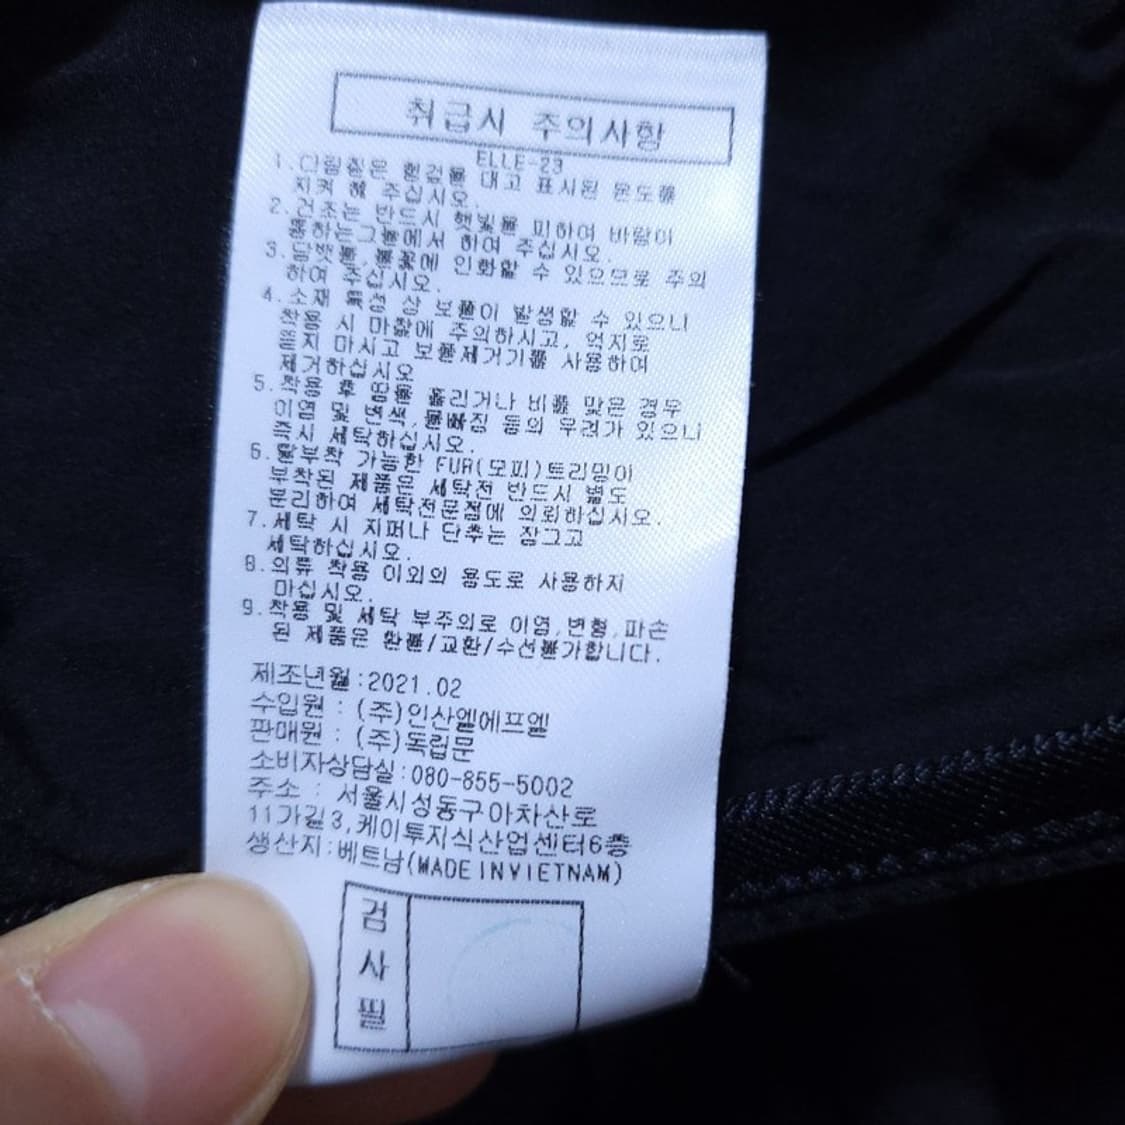 취급시 주의사항
ELLE-23
1.다림질은 헝겊을 대고 표시된 온도를
지켜 해 주십시오.
2.건조는 반드시 햇빛을 피하여 바람이
통하는그늘에서 하여 주십시오.
3.담뱃불,불꽃에 인화할 수 있으므로 주의
하여 주십시오.
4.소재 특성 상 보풀이 발생할 수 있으니
착용 시 마찰에 주의하시고, 억지로
뜯지 마시고 보풀제거기를 사용하여
제거하십시오
5.착용 후 땀을 흘리거나 비를 맞은 경우
이염 및 변색,물빠짐 등의 우려가 있으니
즉시 세탁하십시오.
6.탈부착 가능한 FUR(모피)트리밍이
부착된 제품은 세탁전 반드시 별도
분리하여 세탁전문점에 의뢰하십시오.
7.세탁 시 지퍼나 단추는 잠그고
세탁하십시오.
8.의류 착용 이외의 용도로 사용하지
마십시오.
9.착용 및 세탁 부주의로 이염,변형,파손
된 제품은 환불/교환/수선불가합니다.
제조년월:2021.02
수입원 : (주)인산엘에프엘
판매원 : (주)독립문
소비자상담실:080-855-5002
주소 : 서울시성동구아차산로
11가길3,케이투지식산업센터6층
생산지:베트남(MADE IN VIETNAM)
검
사
필